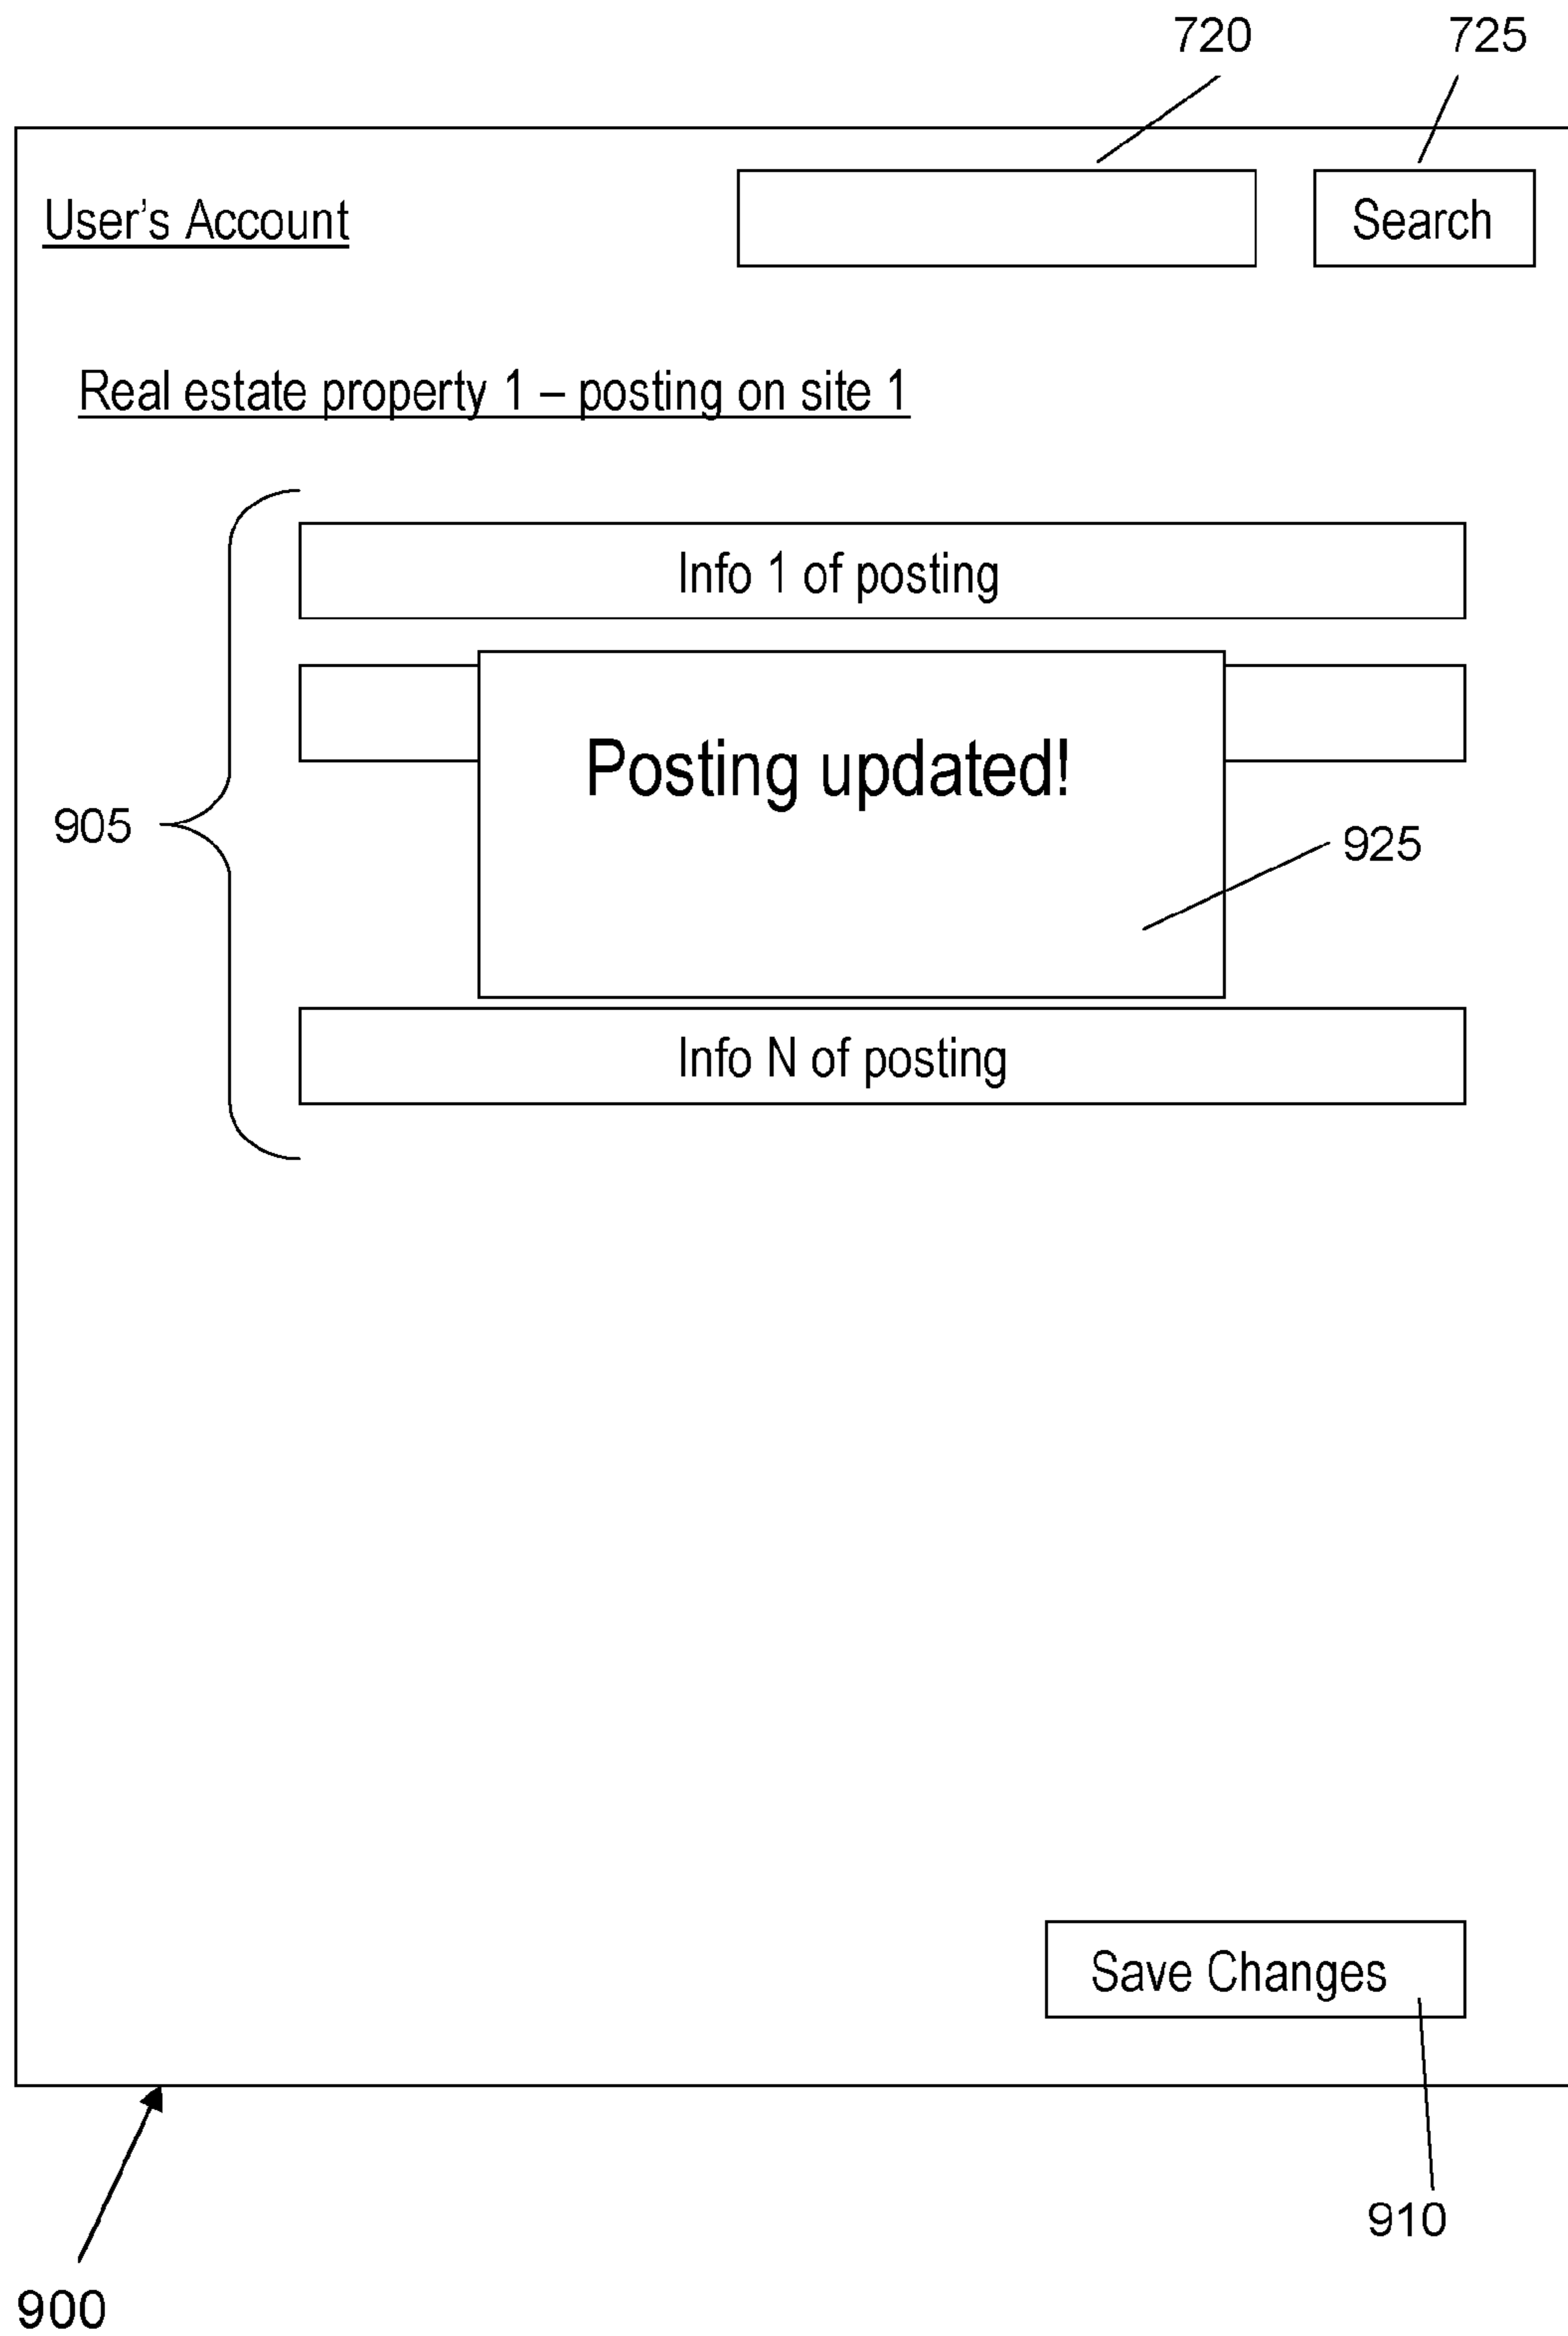 720 725
User's Account Search
Real estate property 1 – posting on site 1
Info 1 of posting
Posting updated!
905
925
Info N of posting
Save Changes
910
900